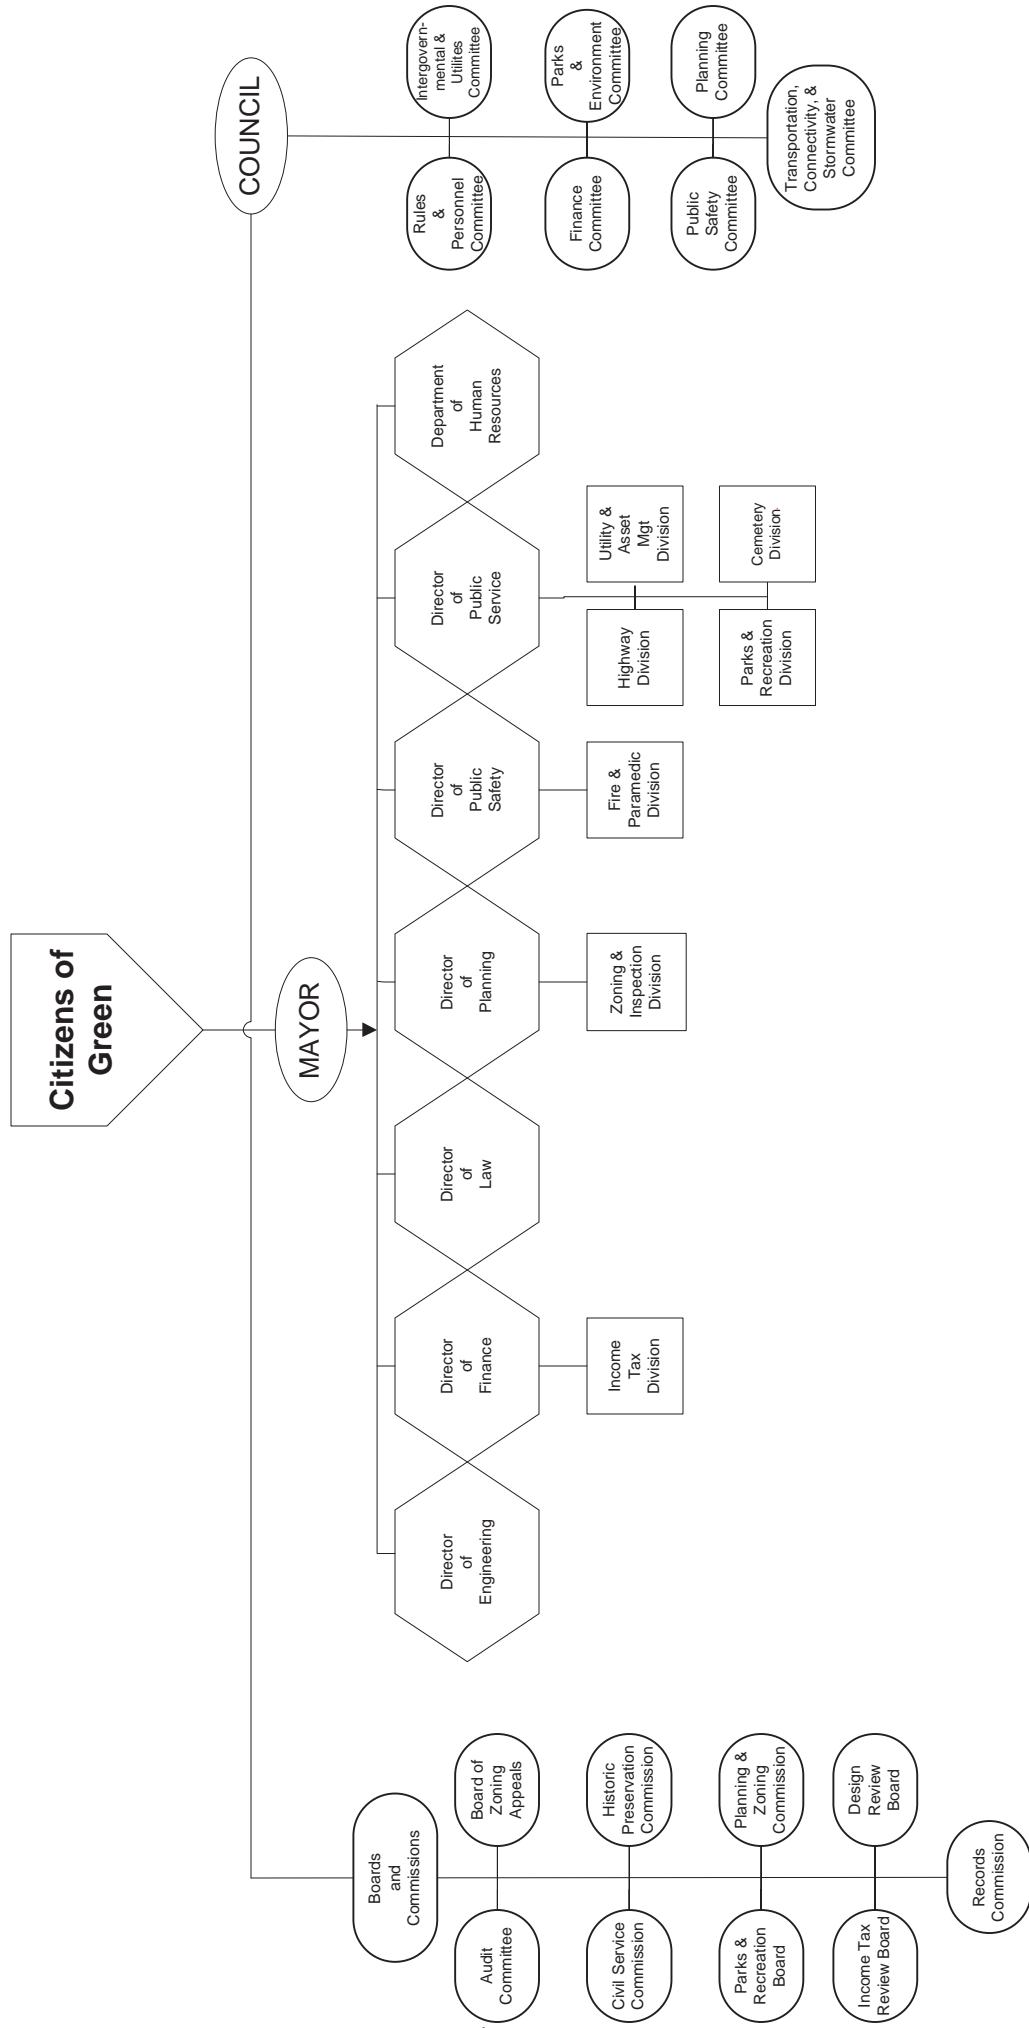 Citizens of
Green
COUNCIL
MAYOR
Boards
and
Commissions
Audit
Committee
Board of
Zoning
Appeals
Civil Service
Commission
Historic
Preservation
Commission
Parks &
Recreation
Board
Planning &
Zoning
Commission
Income Tax
Review Board
Design
Review
Board
Records
Commission
Director
of
Engineering
Director
of
Finance
Director
of
Law
Director
of
Planning
Director
of
Public
Safety
Director
of
Public
Service
Department
of
Human
Resources
Income
Tax
Division
Zoning &
Inspection
Division
Fire &
Paramedic
Division
Highway
Division
Utility &
Asset
Mgt
Division
Parks &
Recreation
Division
Cemetery
Division
Rules
&
Personnel
Committee
Intergovern-
mental &
Utilites
Committee
Finance
Committee
Parks
&
Environment
Committee
Public
Safety
Committee
Planning
Committee
Transportation,
Connectivity, &
Stormwater
Committee